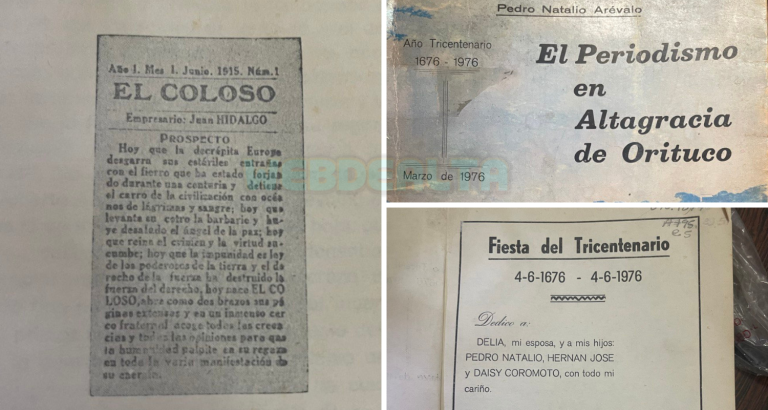 Año I. Mes 1. Junio, 1915. Núm. 1
EL COLOSO
Empresario: Juan HIDALGO
PROSPECTO
Hoy que la decrépita Europa
desgarra sus estáriles entrañas
con el fierro que ha estado forjan
do durante una centuria y detiene
el carro de la civilización con océa
nos de lágrimas y sangre; hoy que
levanta su cetro la barbarie y hu-
ye desalado el ángel de la paz; hoy
que reina el crimen y la virtud su-
cumbe; hoy que la impunidad es ley
de los poderosos de la tierra y el de
recho de la fuerza ha destruido la
fuerza del derecho, hoy nace EL CO
LOSO, abre como dos brazos sus pá
ginas extensas y en un inmenso cer
co fraternal acoge todas las creen
cias y todas las opiniones para que
la humanidad palpite en su regazo
en toda la varia manifestación de
su energía.
WEBDEALTA
Pedro Natalio Arévalo
Año Tricentenario
1676 - 1976
El Periodismo
en
Altagracia
de Orituco
Marzo de 1976
A795
e.5
Fiesta del Tricentenario
4-6-1676 - 4-6-1976
Dedico a:
DELIA, mi esposa, y a mis hijos:
PEDRO NATALIO, HERNAN JOSE
y DAISY COROMOTO, con todo mi
cariño.